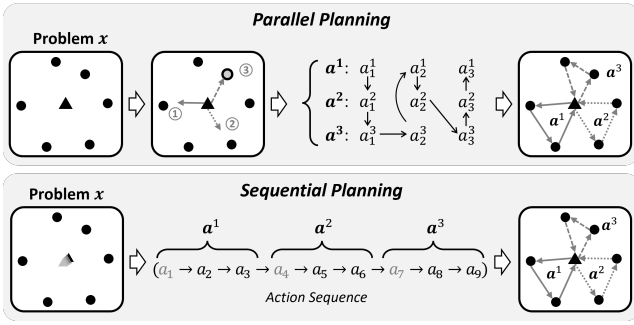 Parallel Planning
Problem x
① ② ③
a¹: a₁¹ a₂¹ a₃¹
a²: a₁² a₂² a₃²
a³: a₁³ a₂³ a₃³
a¹ a² a³
Sequential Planning
Problem x
a¹ a² a³
(a₁ → a₂ → a₃ → a₄ → a₅ → a₆ → a₇ → a₈ → a₉)
Action Sequence
a¹ a² a³